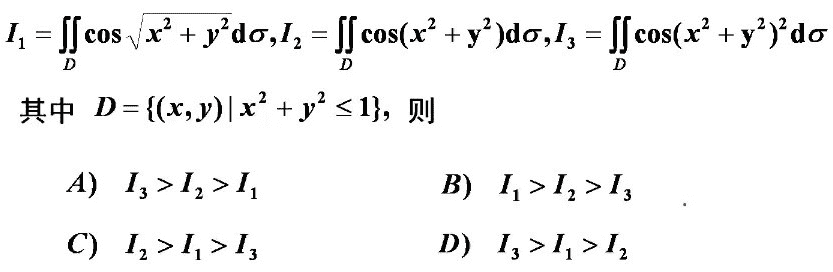 I₁ = ∬_D cos √(x² + y²) dσ, I₂ = ∬_D cos(x² + y²)dσ, I₃ = ∬_D cos(x² + y²)² dσ
其中 D = {(x, y) | x² + y² ≤ 1}, 则
A) I₃ > I₂ > I₁ B) I₁ > I₂ > I₃
C) I₂ > I₁ > I₃ D) I₃ > I₁ > I₂